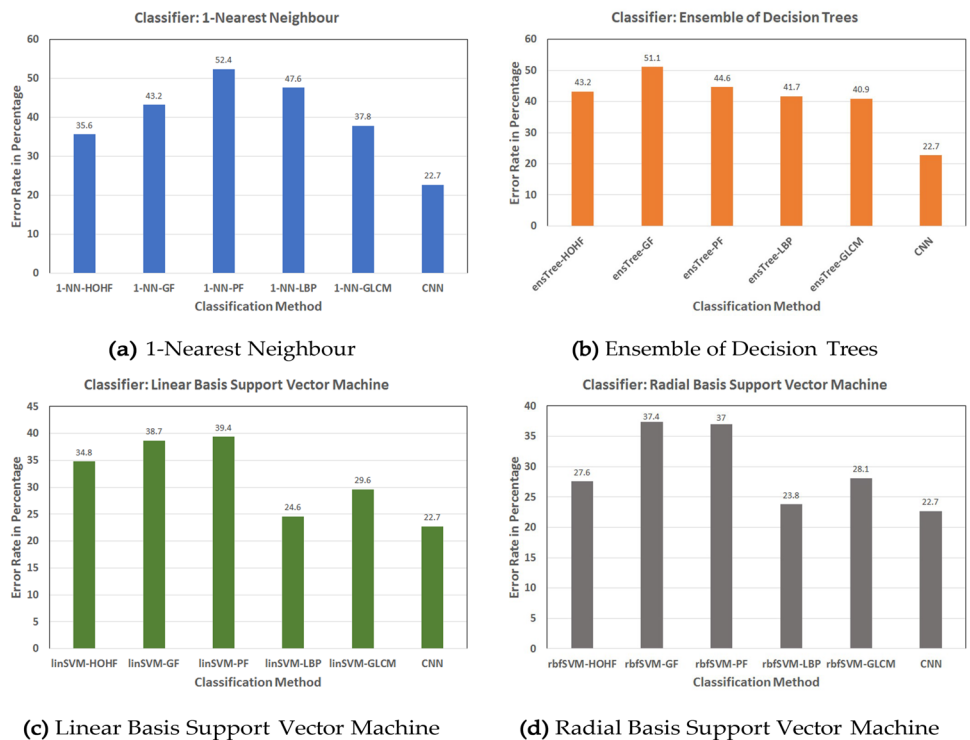 Classifier: 1-Nearest Neighbour
Error Rate in Percentage
60
50
40
30
20
10
0
35.6
43.2
52.4
47.6
37.8
22.7
1-NN-HOHF 1-NN-GF 1-NN-PF 1-NN-LBP 1-NN-GLCM CNN
Classification Method
(a) 1-Nearest Neighbour
Classifier: Ensemble of Decision Trees
Error Rate in Percentage
60
50
40
30
20
10
0
43.2
51.1
44.6
41.7
40.9
22.7
ensTree-HOHF
ensTree-GF
ensTree-PF
ensTree-LBP
ensTree-GLCM
CNN
Classification Method
(b) Ensemble of Decision Trees
Classifier: Linear Basis Support Vector Machine
Error Rate in Percentage
45
40
35
30
25
20
15
10
5
0
34.8
38.7
39.4
24.6
29.6
22.7
linSVM-HOHF linSVM-GF linSVM-PF linSVM-LBP linSVM-GLCM CNN
Classification Method
(c) Linear Basis Support Vector Machine
Classifier: Radial Basis Support Vector Machine
Error Rate in Percentage
40
35
30
25
20
15
10
5
0
27.6
37.4
37
23.8
28.1
22.7
rbfSVM-HOHF rbfSVM-GF rbfSVM-PF rbfSVM-LBP rbfSVM-GLCM CNN
Classification Method
(d) Radial Basis Support Vector Machine